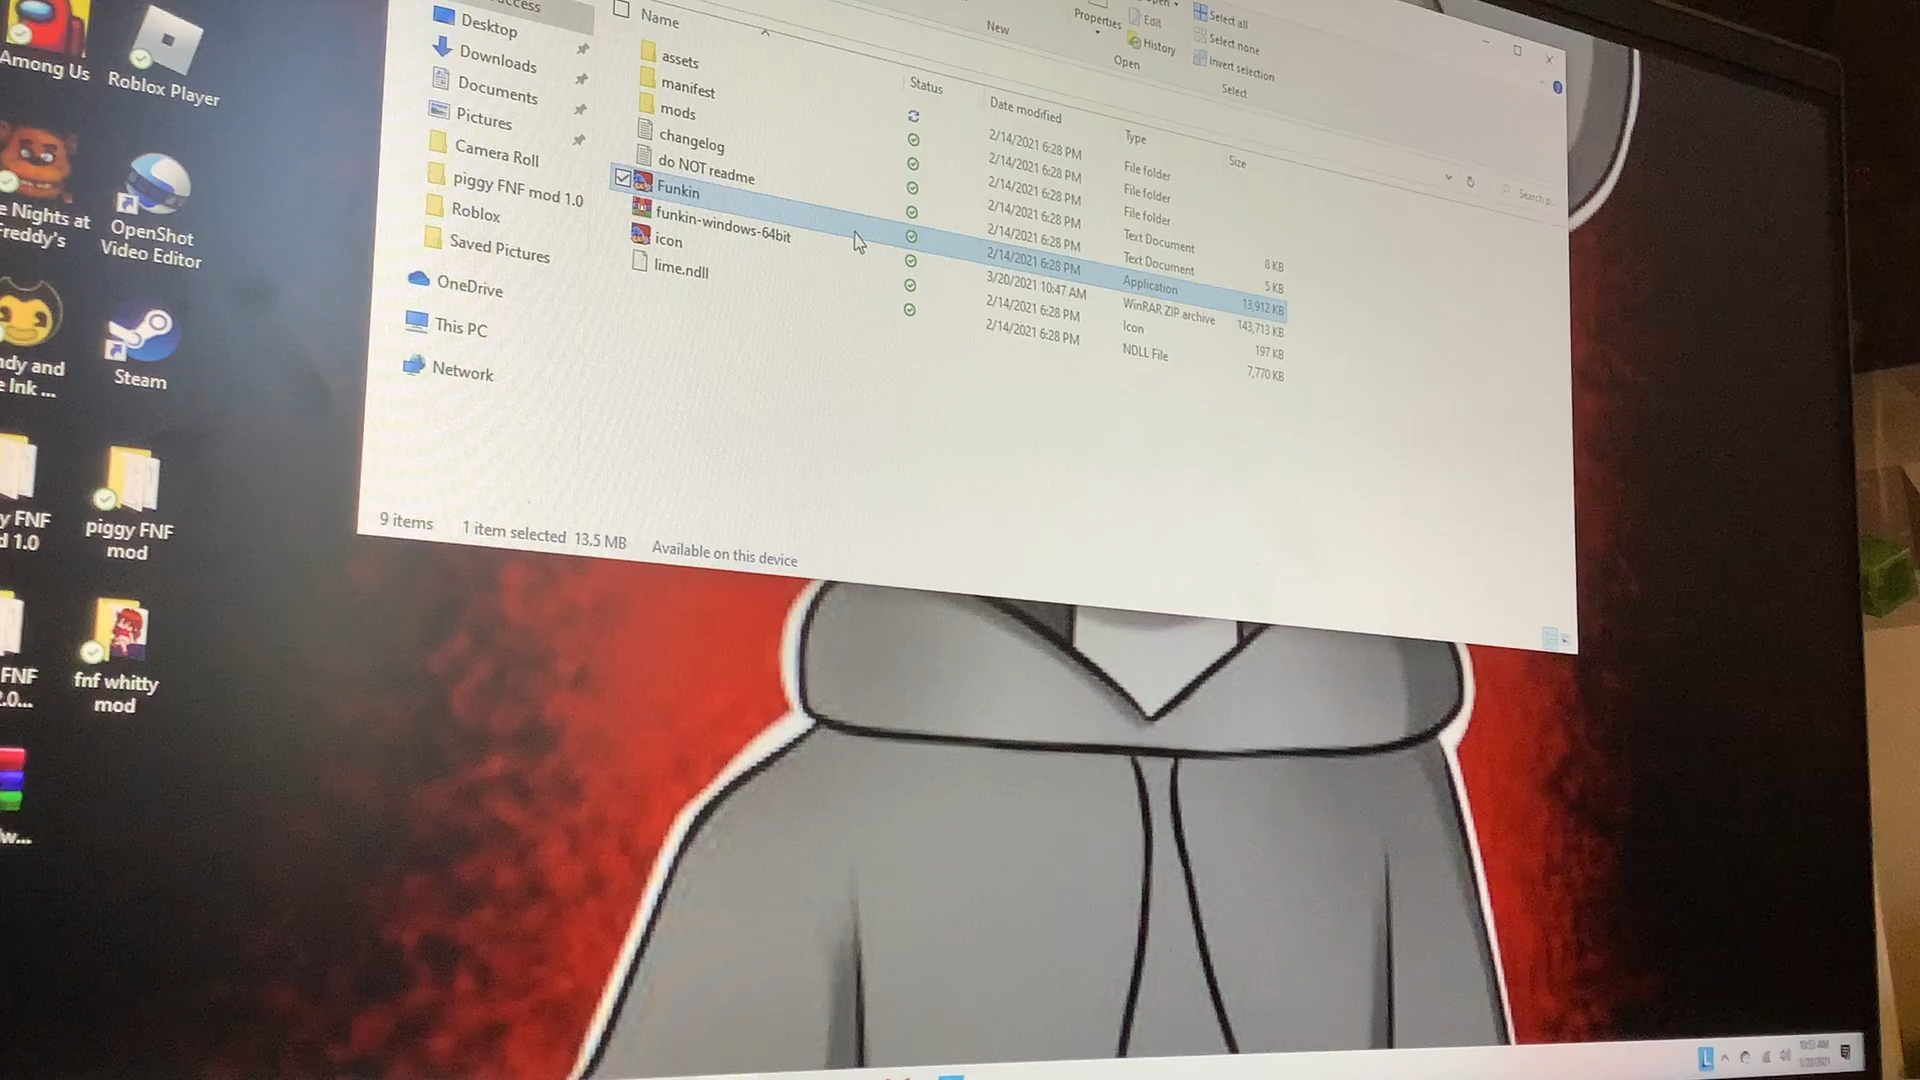 Among Us
Roblox Player
e Nights at
Freddy's
OpenShot
Video Editor
ndy and
e Ink ...
Steam
y FNF
d 1.0
piggy FNF
mod
FNF
2.0...
fnf whitty
mod
w...
Desktop
Downloads
Documents
Pictures
Camera Roll
piggy FNF mod 1.0
Roblox
Saved Pictures
OneDrive
This PC
Network
New
Properties
Edit
History
Open
Select all
Select none
Invert selection
Select
Search p...
Name
Status
Date modified
Type
Size
assets
2/14/2021 6:28 PM
File folder
manifest
2/14/2021 6:28 PM
File folder
mods
2/14/2021 6:28 PM
File folder
changelog
2/14/2021 6:28 PM
Text Document
8 KB
do NOT readme
2/14/2021 6:28 PM
Text Document
5 KB
Funkin
2/14/2021 6:28 PM
Application
13,912 KB
funkin-windows-64bit
3/20/2021 10:47 AM
WinRAR ZIP archive
143,713 KB
icon
2/14/2021 6:28 PM
Icon
197 KB
lime.ndll
2/14/2021 6:28 PM
NDLL File
7,770 KB
9 items
1 item selected 13.5 MB
Available on this device
L